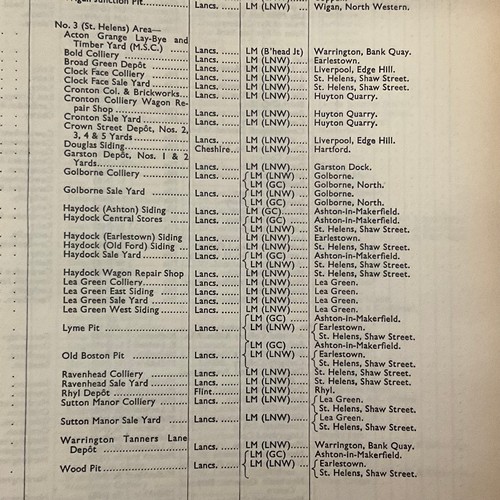 Wigan Junction Pit.................... Lancs. ...... LM (LNW)...... Wigan, North Western.
No. 3 (St. Helens) Area—
Acton Grange Lay-Bye and
Timber Yard (M.S.C.) ...... Lancs. ...... LM (B'head Jt) Warrington, Bank Quay.
Bold Colliery ...... Lancs. ...... LM (LNW)...... Earlestown.
Broad Green Depôt ...... Lancs. ...... LM (LNW)...... Liverpool, Edge Hill.
Clock Face Colliery ...... Lancs. ...... LM (LNW)...... St. Helens, Shaw Street.
Clock Face Sale Yard ...... Lancs. ...... LM (LNW)...... St. Helens, Shaw Street.
Cronton Col. & Brickworks... Lancs. ...... LM (LNW)...... Huyton Quarry.
Cronton Colliery Wagon Re-
pair Shop ...... Lancs. ...... LM (LNW)...... Huyton Quarry.
Cronton Sale Yard ...... Lancs. ...... LM (LNW)...... Huyton Quarry.
Crown Street Depôt, Nos. 2,
3, 4 & 5 Yards ...... Lancs. ...... LM (LNW)...... Liverpool, Edge Hill.
Douglas Siding...... Cheshire... LM (LNW)...... Hartford.
Garston Depôt, Nos. 1 & 2
Yards...... Lancs. ...... LM (LNW)...... Garston Dock.
Golborne Colliery ...... Lancs. ...... { LM (LNW)...... Golborne.
LM (GC) ...... Golborne, North.
Golborne Sale Yard ...... Lancs. ...... { LM (LNW)...... Golborne.
LM (GC) ...... Golborne, North.
Haydock (Ashton) Siding ...... Lancs. ...... LM (GC)...... Ashton-in-Makerfield.
Haydock Central Stores ...... Lancs. ...... { LM (GC) ...... Ashton-in-Makerfield.
LM (LNW)...... St. Helens, Shaw Street.
Haydock (Earlestown) Siding Lancs. ...... LM (LNW)...... Earlestown.
Haydock (Old Ford) Siding ... Lancs. ...... LM (LNW)...... St. Helens, Shaw Street.
Haydock Sale Yard ...... Lancs. ...... { LM (GC) ...... Ashton-in-Makerfield.
LM (LNW) ... St. Helens, Shaw Street.
Haydock Wagon Repair Shop Lancs. ...... LM (LNW)...... St. Helens, Shaw Street.
Lea Green Colliery...... Lancs. ...... LM (LNW)...... Lea Green.
Lea Green East Siding ...... Lancs. ...... LM (LNW)...... Lea Green.
Lea Green Sale Yard ...... Lancs. ...... LM (LNW)...... Lea Green.
Lea Green West Siding ...... Lancs. ...... LM (LNW)...... Lea Green.
LM (GC) ...... Ashton-in-Makerfield.
Lyme Pit ...... Lancs. ...... { LM (LNW) ... { Earlestown.
St. Helens, Shaw Street.
LM (GC) ...... Ashton-in-Makerfield.
Old Boston Pit ...... Lancs. ...... { LM (LNW) ... { Earlestown.
St. Helens, Shaw Street.
Ravenhead Colliery ...... Lancs. ...... LM (LNW)...... St. Helens, Shaw Street.
Ravenhead Sale Yard ...... Lancs. ...... LM (LNW)...... St. Helens, Shaw Street.
Rhyl Depôt ...... Flint...... LM (LNW)...... Rhyl.
Sutton Manor Colliery ...... Lancs. ...... LM (LNW)...... { Lea Green.
St. Helens, Shaw Street.
Sutton Manor Sale Yard ...... Lancs. ...... LM (LNW)...... { Lea Green.
St. Helens, Shaw Street.
Warrington Tanners Lane
Depôt ...... Lancs. ...... LM (LNW)...... Warrington, Bank Quay.
LM (GC) ...... Ashton-in-Makerfield.
Wood Pit ...... Lancs. ...... { LM (LNW) ... { Earlestown.
St. Helens, Shaw Street.